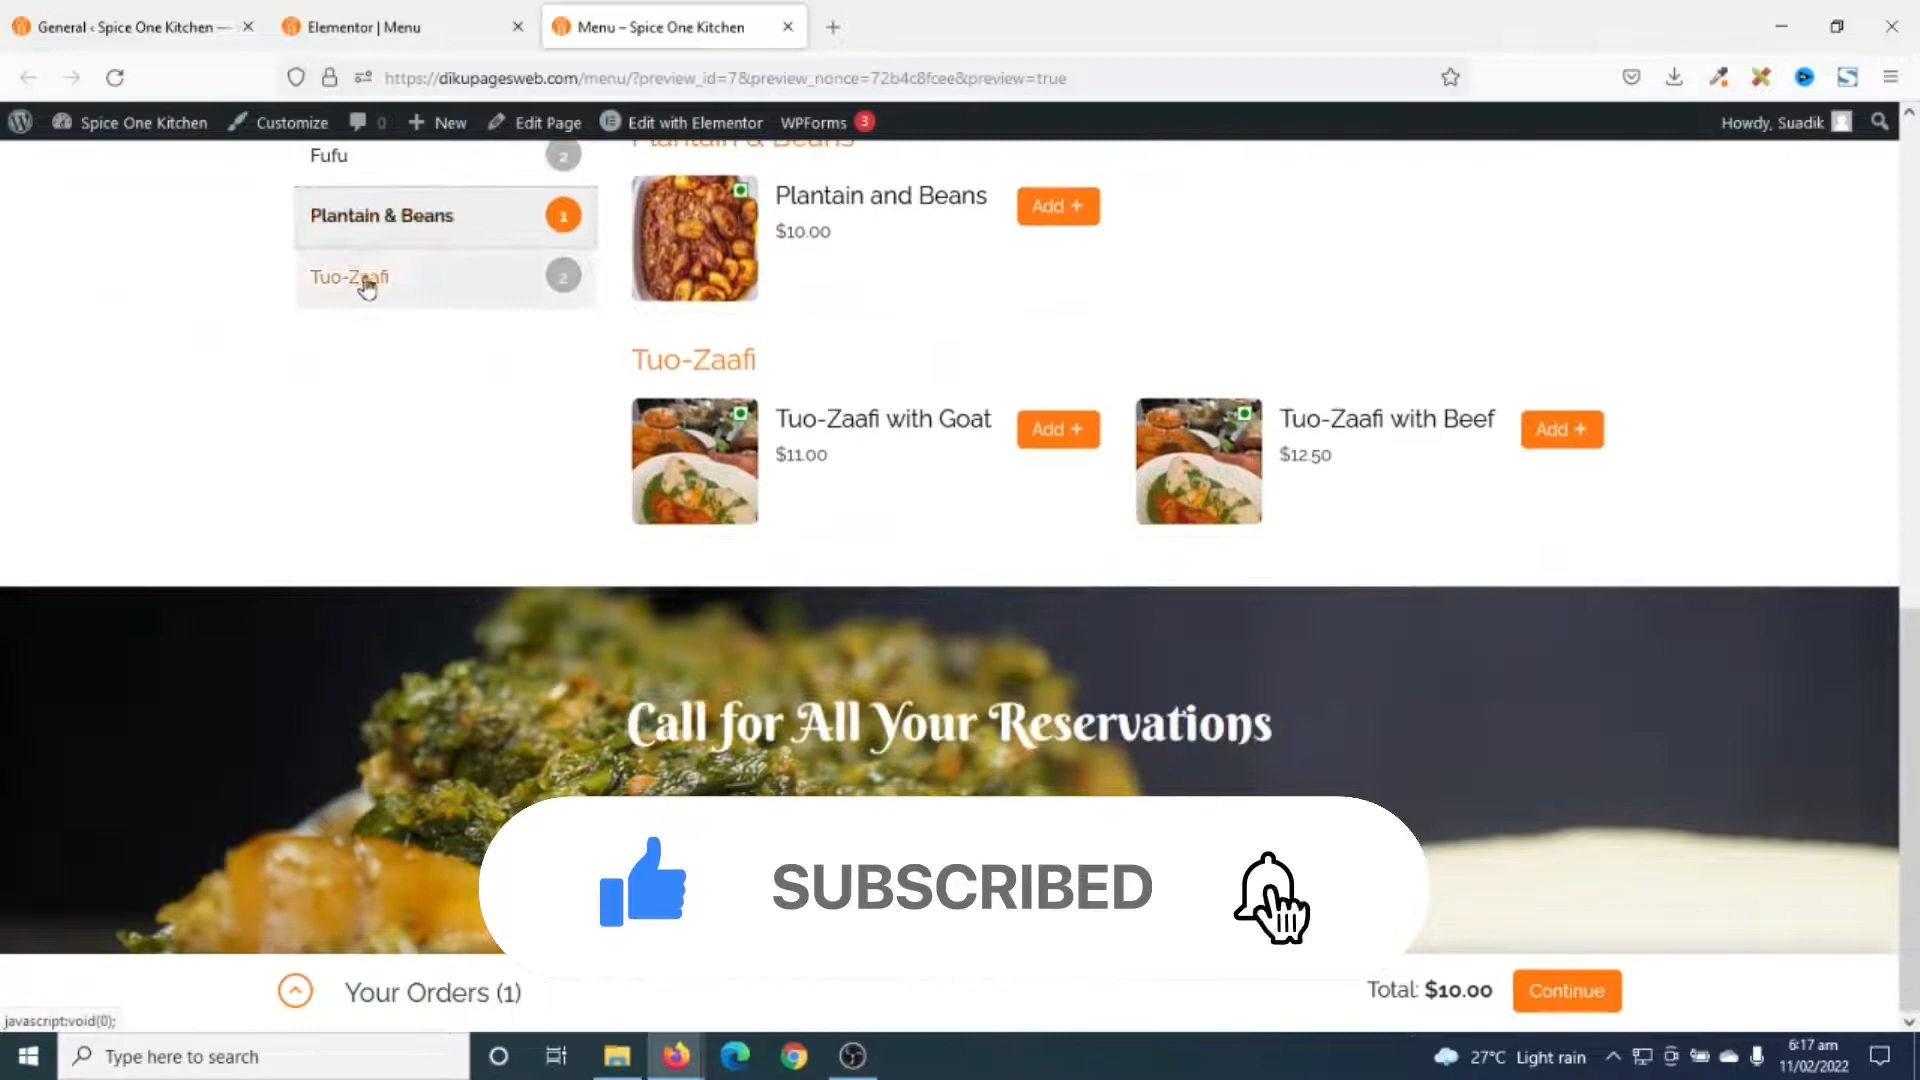 General ‹ Spice One Kitchen —
Elementor | Menu
Menu – Spice One Kitchen
https://dikupagesweb.com/menu/?preview_id=7&preview_nonce=72b4c8fcee&preview=true
Spice One Kitchen
Customize
0
New
Edit Page
Edit with Elementor
WPForms 3
Howdy, Suadik
Fufu 2
Plantain & Beans 1
Tuo-Zaafi 2
Plantain & Beans
Plantain and Beans
$10.00
Add +
Tuo-Zaafi
Tuo-Zaafi with Goat
$11.00
Add +
Tuo-Zaafi with Beef
$12.50
Add +
Call for All Your Reservations
SUBSCRIBED
Your Orders (1)
Total: $10.00
Continue
javascript:void(0);
Type here to search
27°C Light rain
6:17 am
11/02/2022